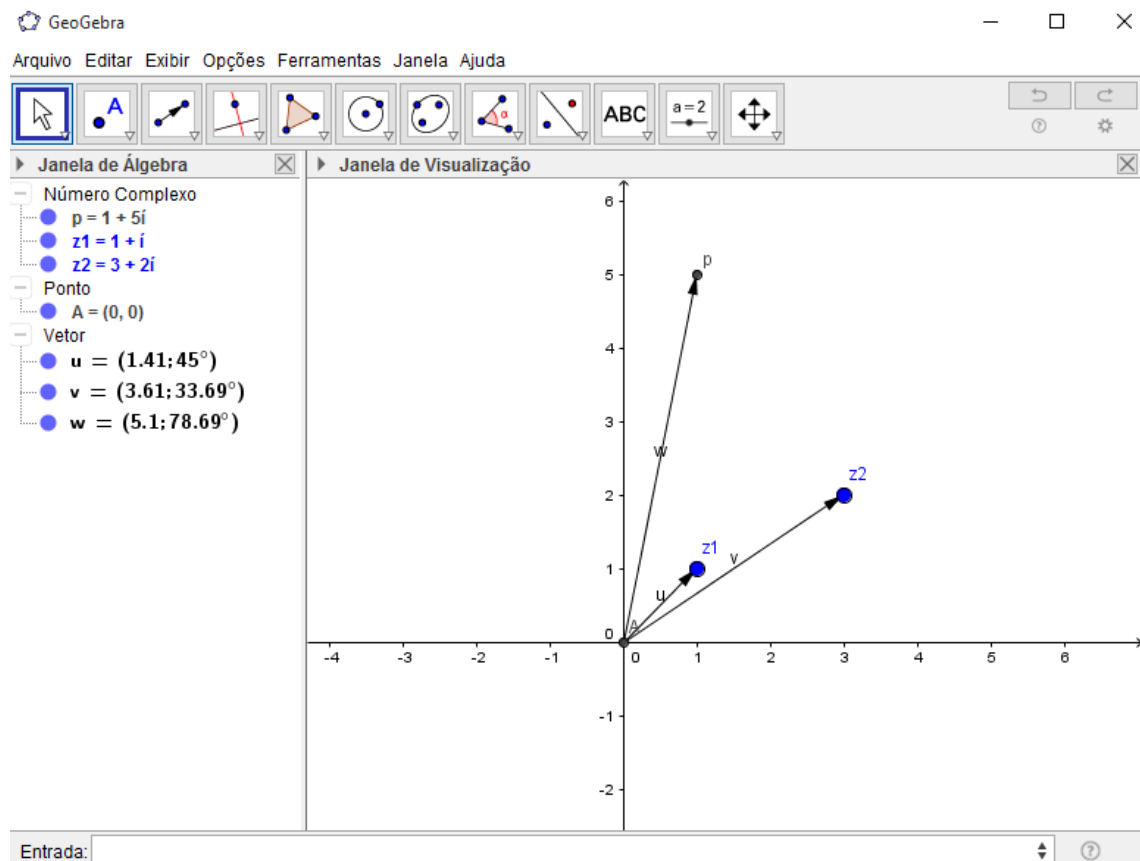 GeoGebra
Arquivo Editar Exibir Opções Ferramentas Janela Ajuda
A
α
ABC
a=2
Janela de Álgebra
Janela de Visualização
Número Complexo
p = 1 + 5í
z1 = 1 + í
z2 = 3 + 2í
Ponto
A = (0, 0)
Vetor
u = (1.41; 45°)
v = (3.61; 33.69°)
w = (5.1; 78.69°)
6
p
5
4
3
w
z2
2
z1
v
1
u
A
0
-4 -3 -2 -1 0 1 2 3 4 5 6
-1
-2
Entrada: